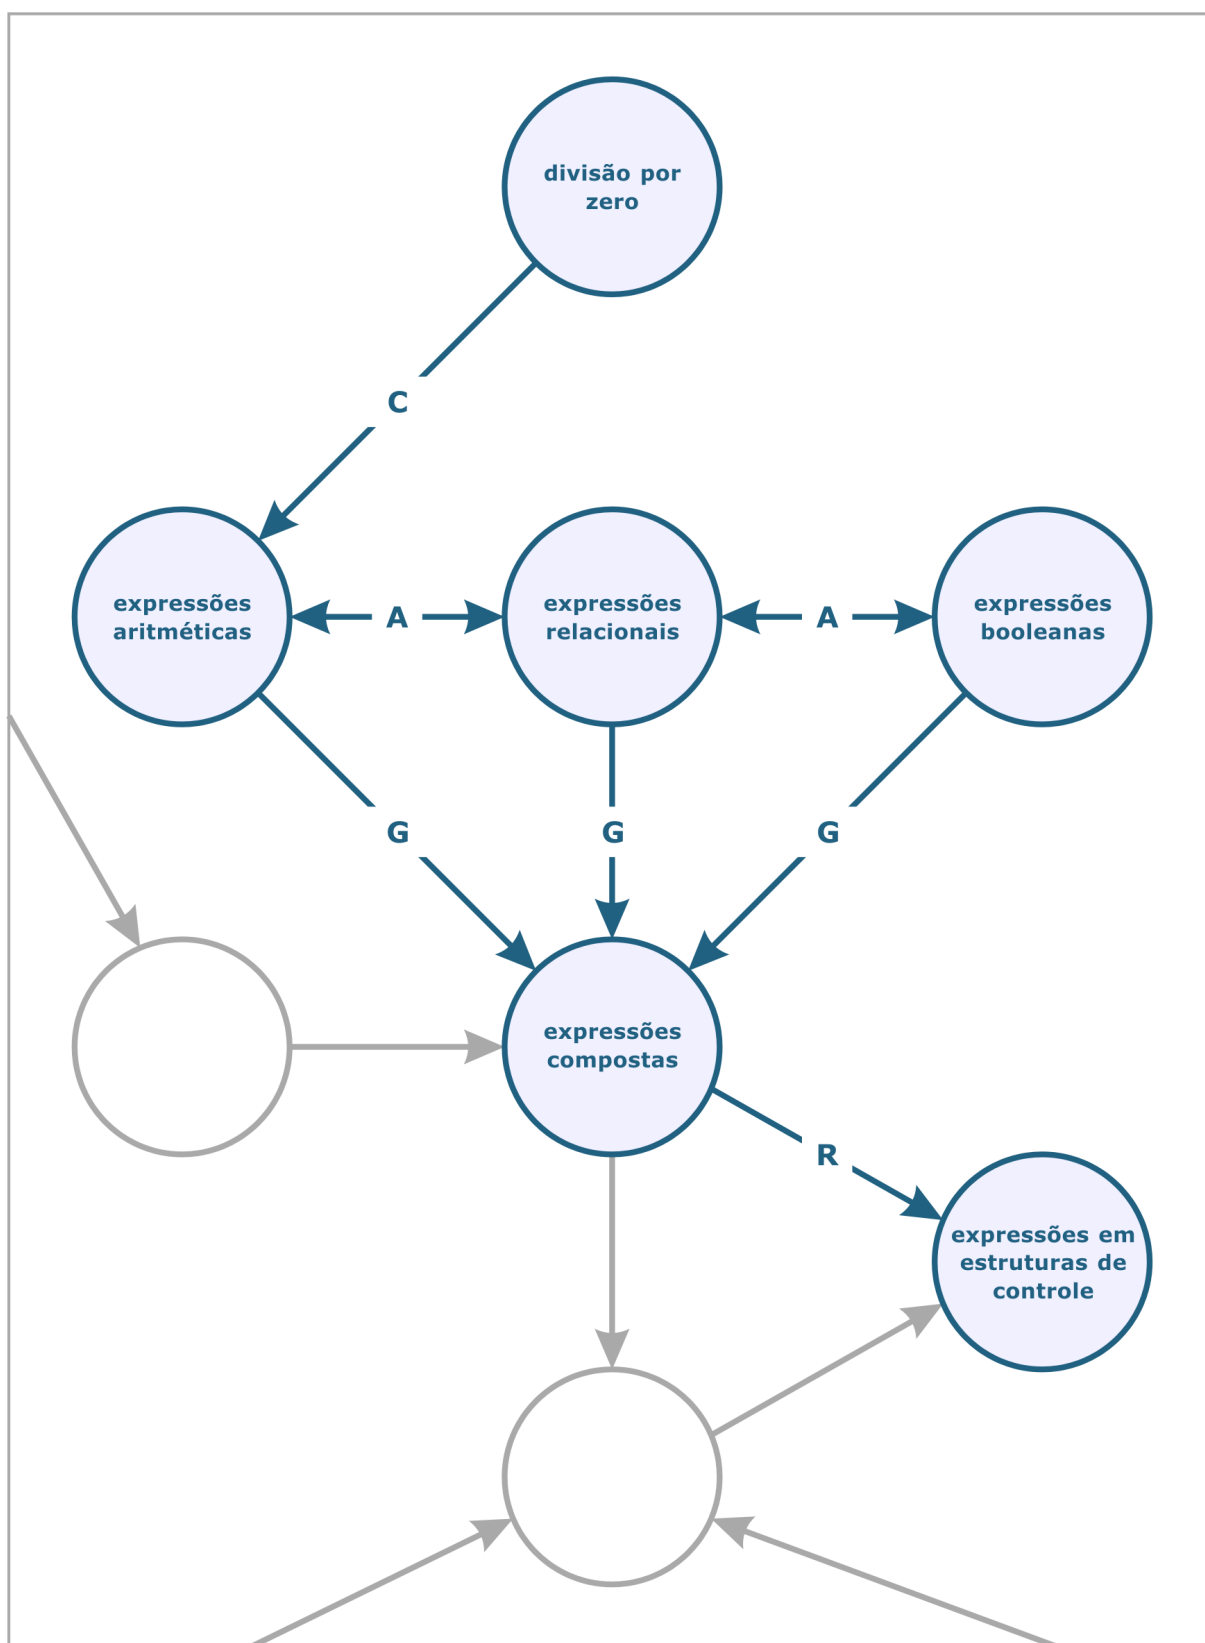 divisão por
zero
C
expressões
aritméticas
A
expressões
relacionais
A
expressões
booleanas
G
G
G
expressões
compostas
R
expressões em
estruturas de
controle